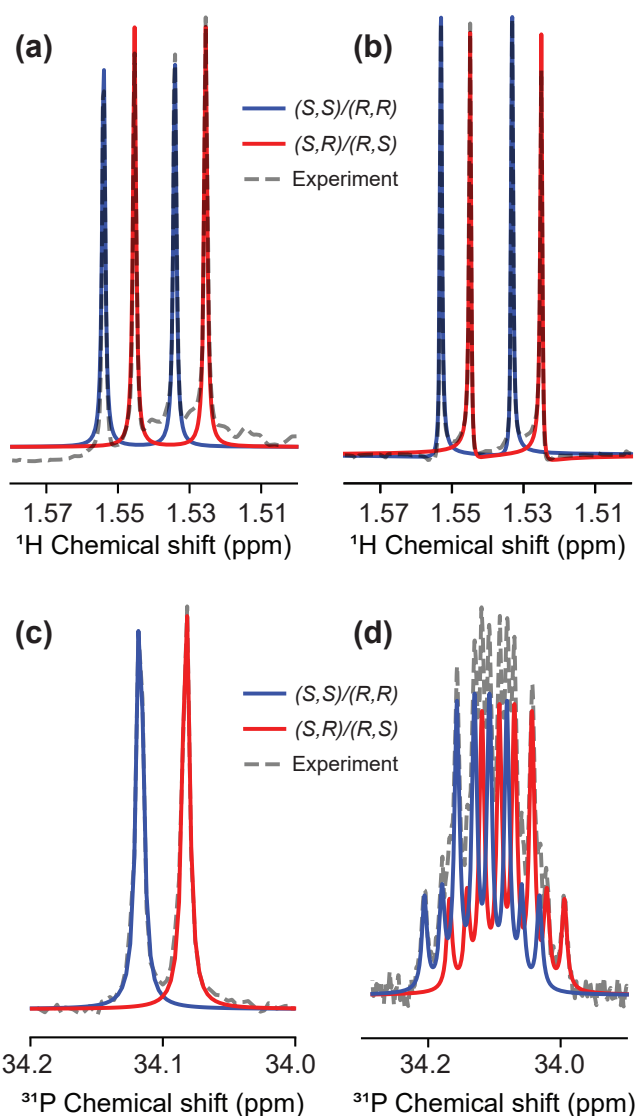 (a)
(b)
(S,S)/(R,R)
(S,R)/(R,S)
Experiment
1.57 1.55 1.53 1.51
1.57 1.55 1.53 1.51
¹H Chemical shift (ppm)
¹H Chemical shift (ppm)
(c)
(d)
(S,S)/(R,R)
(S,R)/(R,S)
Experiment
34.2 34.1 34.0
34.2 34.0
³¹P Chemical shift (ppm)
³¹P Chemical shift (ppm)